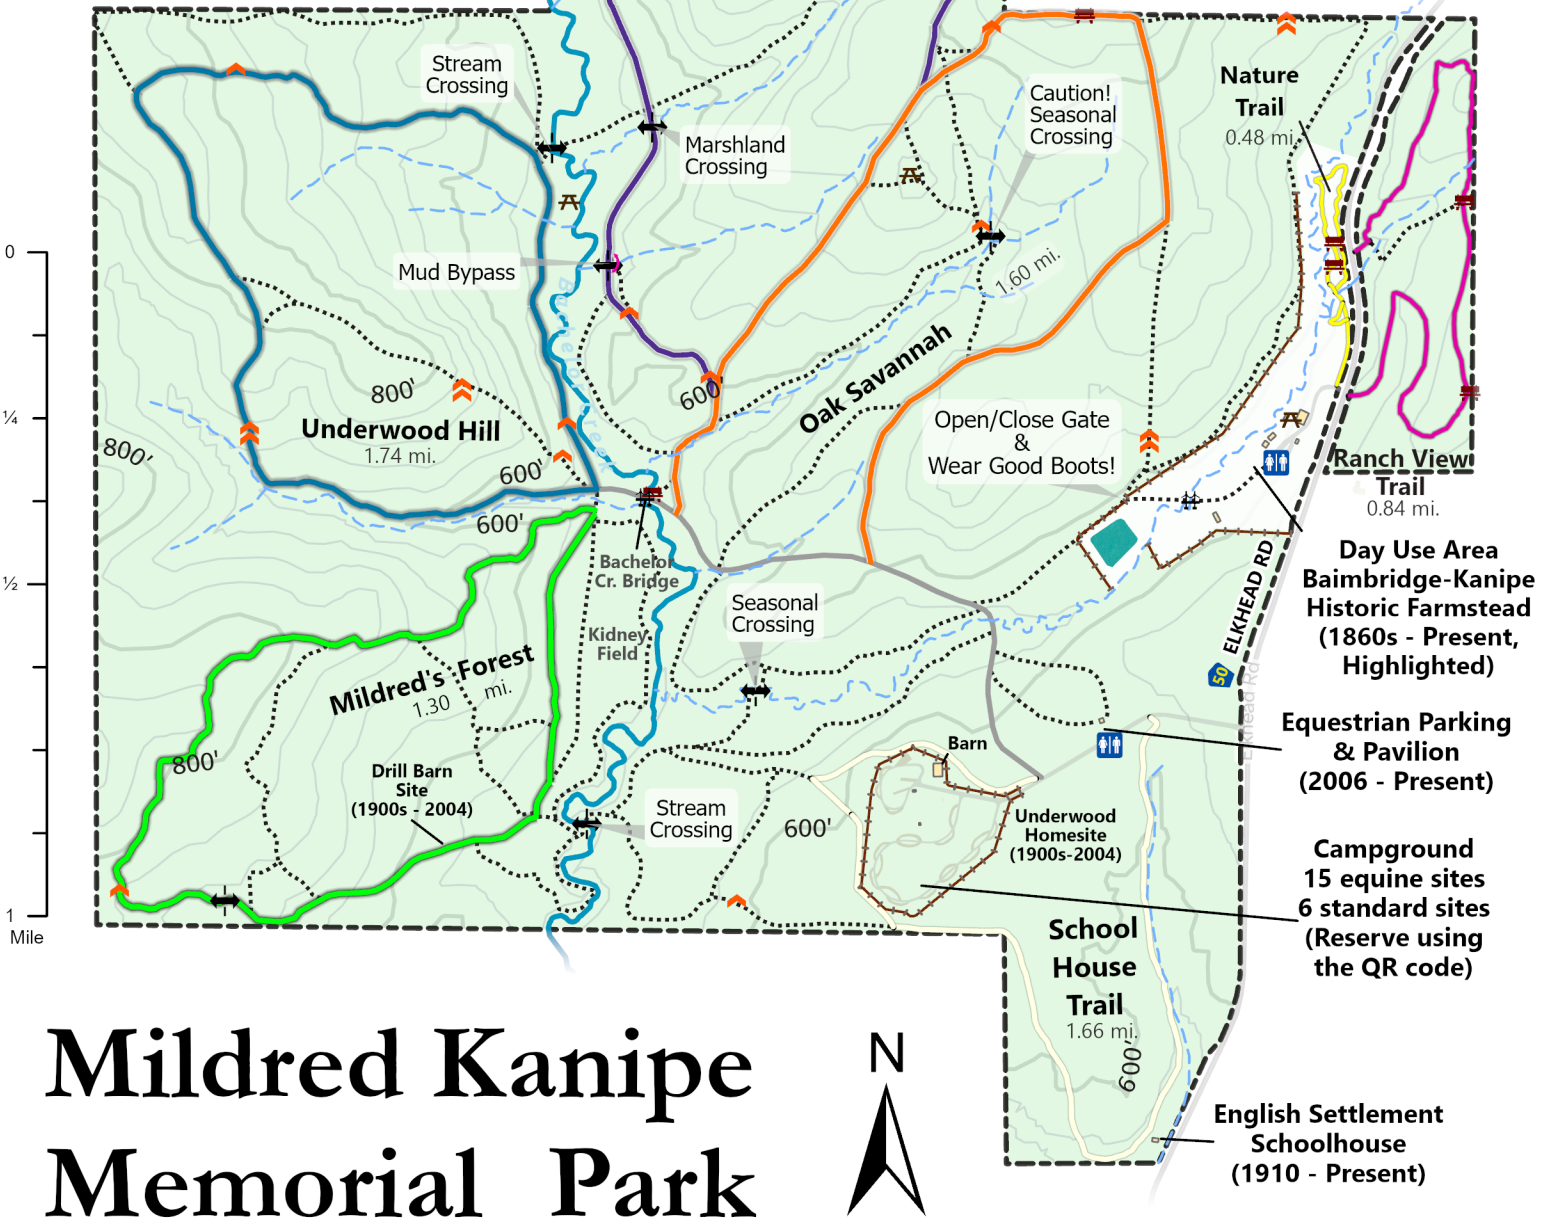 Stream
Crossing
Marshland
Crossing
Caution!
Seasonal
Crossing
Nature
Trail
0.48 mi.
Mud Bypass
1.60 mi.
0
¼
½
1
Mile
800'
Underwood Hill
1.74 mi.
800'
600'
600'
600'
Oak Savannah
Open/Close Gate
&
Wear Good Boots!
Ranch View
Trail
0.84 mi.
Bachelor Creek
Bachelor
Cr. Bridge
Kidney
Field
Seasonal
Crossing
ELKHEAD RD
50
Elkhead Rd
Day Use Area
Baimbridge-Kanipe
Historic Farmstead
(1860s - Present,
Highlighted)
Mildred's Forest
1.30 mi.
800'
Drill Barn
Site
(1900s - 2004)
Stream
Crossing
600'
Barn
Underwood
Homesite
(1900s-2004)
Equestrian Parking
& Pavilion
(2006 - Present)
Campground
15 equine sites
6 standard sites
(Reserve using
the QR code)
School
House
Trail
1.66 mi.
600'
English Settlement
Schoolhouse
(1910 - Present)
N
Mildred Kanipe
Memorial Park